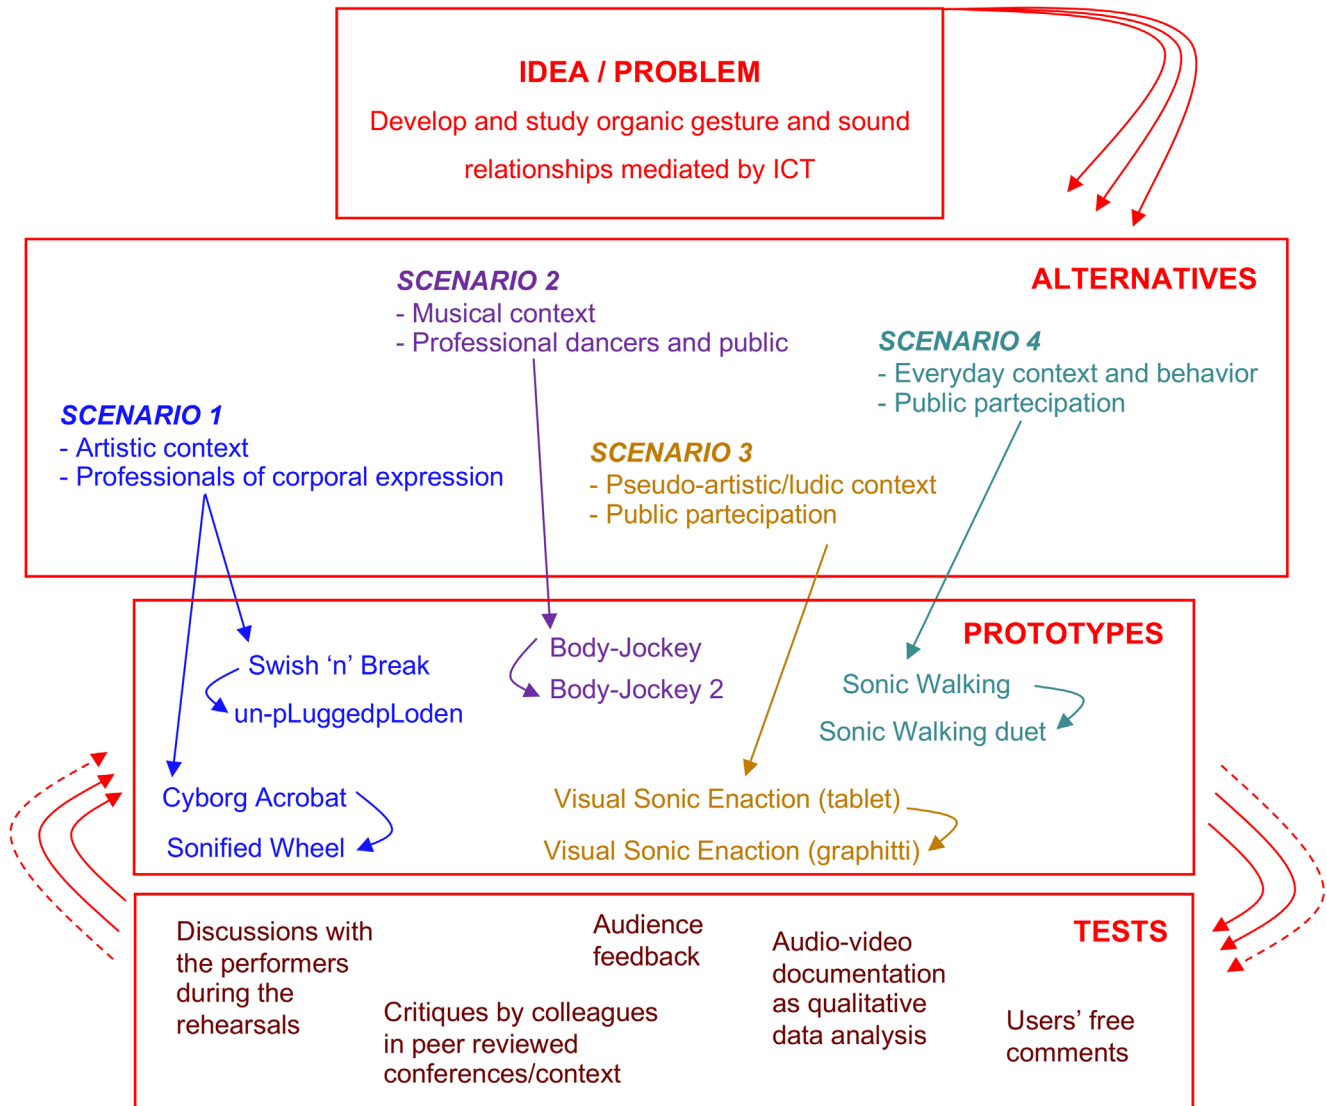 IDEA / PROBLEM
Develop and study organic gesture and sound
relationships mediated by ICT
ALTERNATIVES
SCENARIO 1
- Artistic context
- Professionals of corporal expression
SCENARIO 2
- Musical context
- Professional dancers and public
SCENARIO 3
- Pseudo-artistic/ludic context
- Public partecipation
SCENARIO 4
- Everyday context and behavior
- Public partecipation
PROTOTYPES
Swish ‘n’ Break
un-pLuggedpLoden
Cyborg Acrobat
Sonified Wheel
Body-Jockey
Body-Jockey 2
Visual Sonic Enaction (tablet)
Visual Sonic Enaction (graphitti)
Sonic Walking
Sonic Walking duet
TESTS
Discussions with
the performers
during the
rehearsals
Critiques by colleagues
in peer reviewed
conferences/context
Audience
feedback
Audio-video
documentation
as qualitative
data analysis
Users’ free
comments